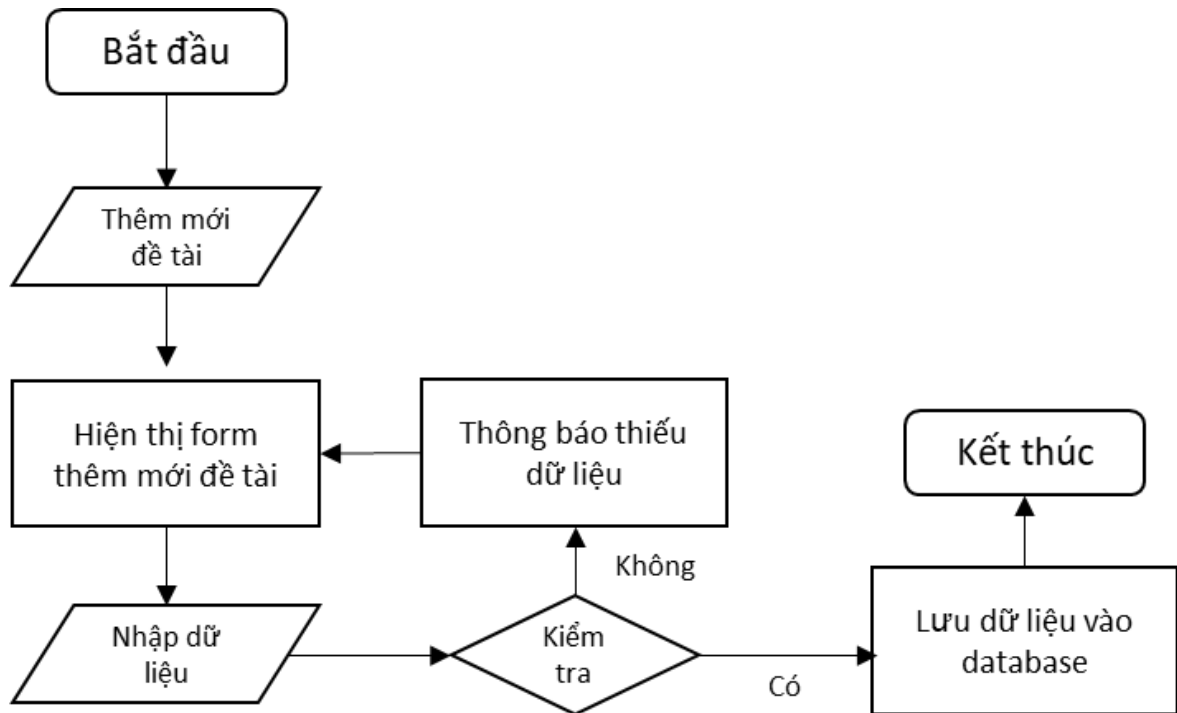 Bắt đầu
Thêm mới
đề tài
Hiện thị form
thêm mới đề tài
Thông báo thiếu
dữ liệu
Kết thúc
Không
Nhập dữ
liệu
Kiểm
tra
Có
Lưu dữ liệu vào
database